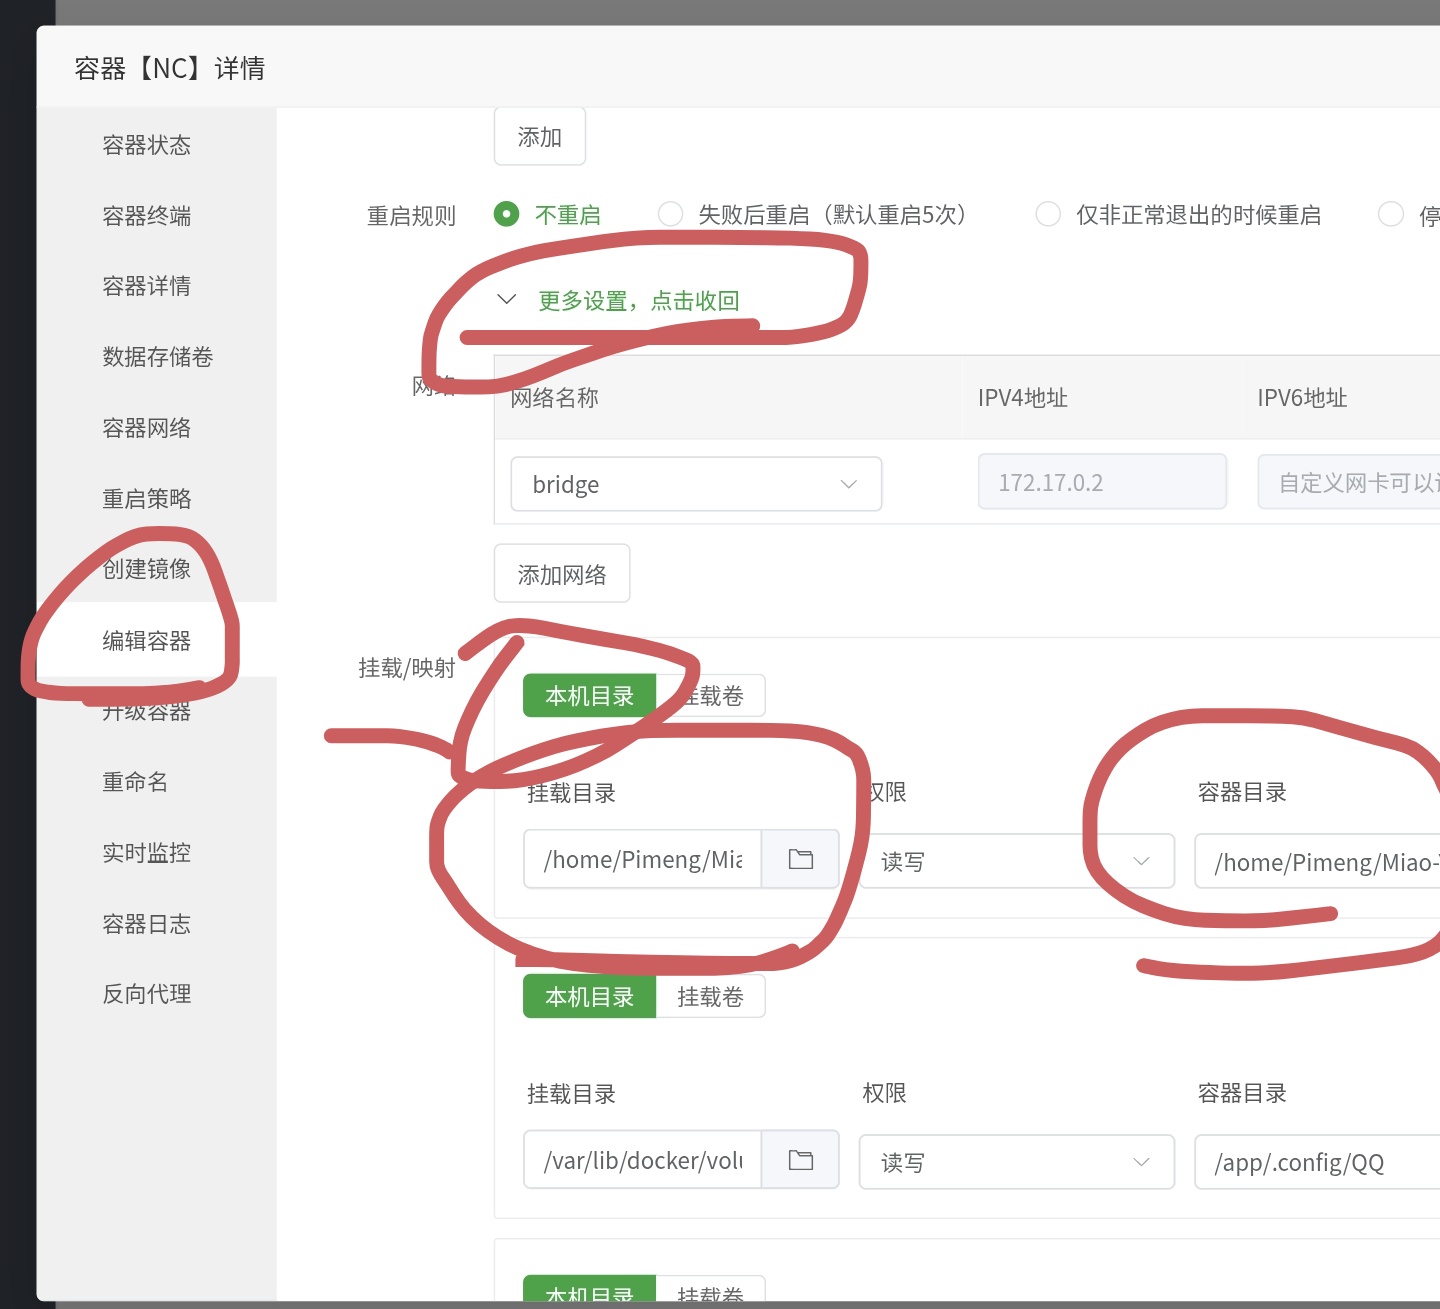 容器【NC】详情
容器状态
容器终端
容器详情
数据存储卷
容器网络
重启策略
创建镜像
编辑容器
升级容器
重命名
实时监控
容器日志
反向代理
添加
重启规则 不重启 失败后重启（默认重启5次） 仅非正常退出的时候重启 停
更多设置，点击收回
网络 网络名称 IPV4地址 IPV6地址
bridge 172.17.0.2 自定义网卡可以
添加网络
挂载/映射 本机目录 挂载卷
挂载目录 权限 容器目录
/home/Pimeng/Mia 读写 /home/Pimeng/Miao-
本机目录 挂载卷
挂载目录 权限 容器目录
/var/lib/docker/vol 读写 /app/.config/QQ
本机目录 挂载卷